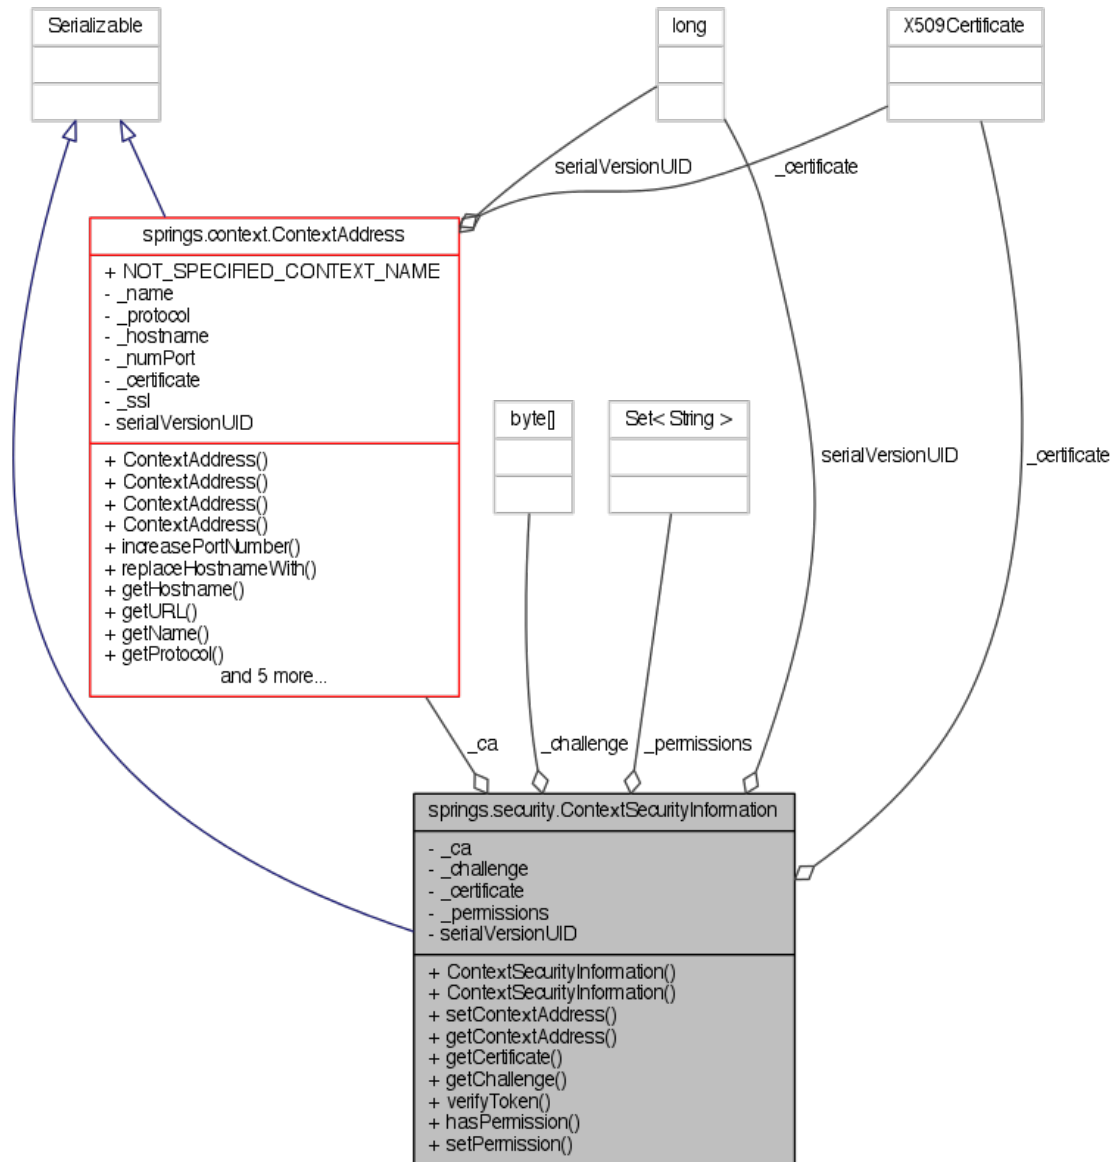 Serializable
long
X509Certificate
serialVersionUID
_certificate
springs.context.ContextAddress
+ NOT_SPECIFIED_CONTEXT_NAME
- _name
- _protocol
- _hostname
- _numPort
- _certificate
- _ssl
- serialVersionUID
+ ContextAddress()
+ ContextAddress()
+ ContextAddress()
+ ContextAddress()
+ increasePortNumber()
+ replaceHostnameWith()
+ getHostname()
+ getURL()
+ getName()
+ getProtocol()
and 5 more...
byte[]
Set< String >
serialVersionUID
_certificate
_ca
_challenge
_permissions
springs.security.ContextSecurityInformation
- _ca
- _challenge
- _certificate
- _permissions
- serialVersionUID
+ ContextSecurityInformation()
+ ContextSecurityInformation()
+ setContextAddress()
+ getContextAddress()
+ getCertificate()
+ getChallenge()
+ verifyToken()
+ hasPermission()
+ setPermission()